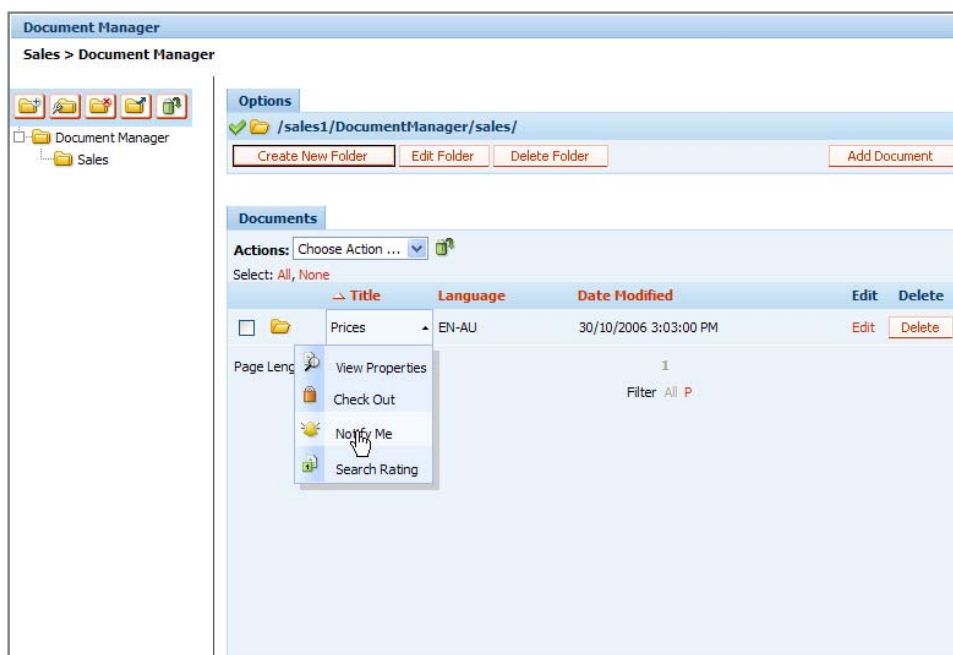 Document Manager
Sales > Document Manager
Options
/sales1/DocumentManager/sales/
Create New Folder Edit Folder Delete Folder Add Document
Document Manager
Sales
Documents
Actions: Choose Action ...
Select: All, None
Title Language Date Modified Edit Delete
Prices EN-AU 30/10/2006 3:03:00 PM Edit Delete
Page Leng 1
View Properties
Filter All P
Check Out
Notify Me
Search Rating